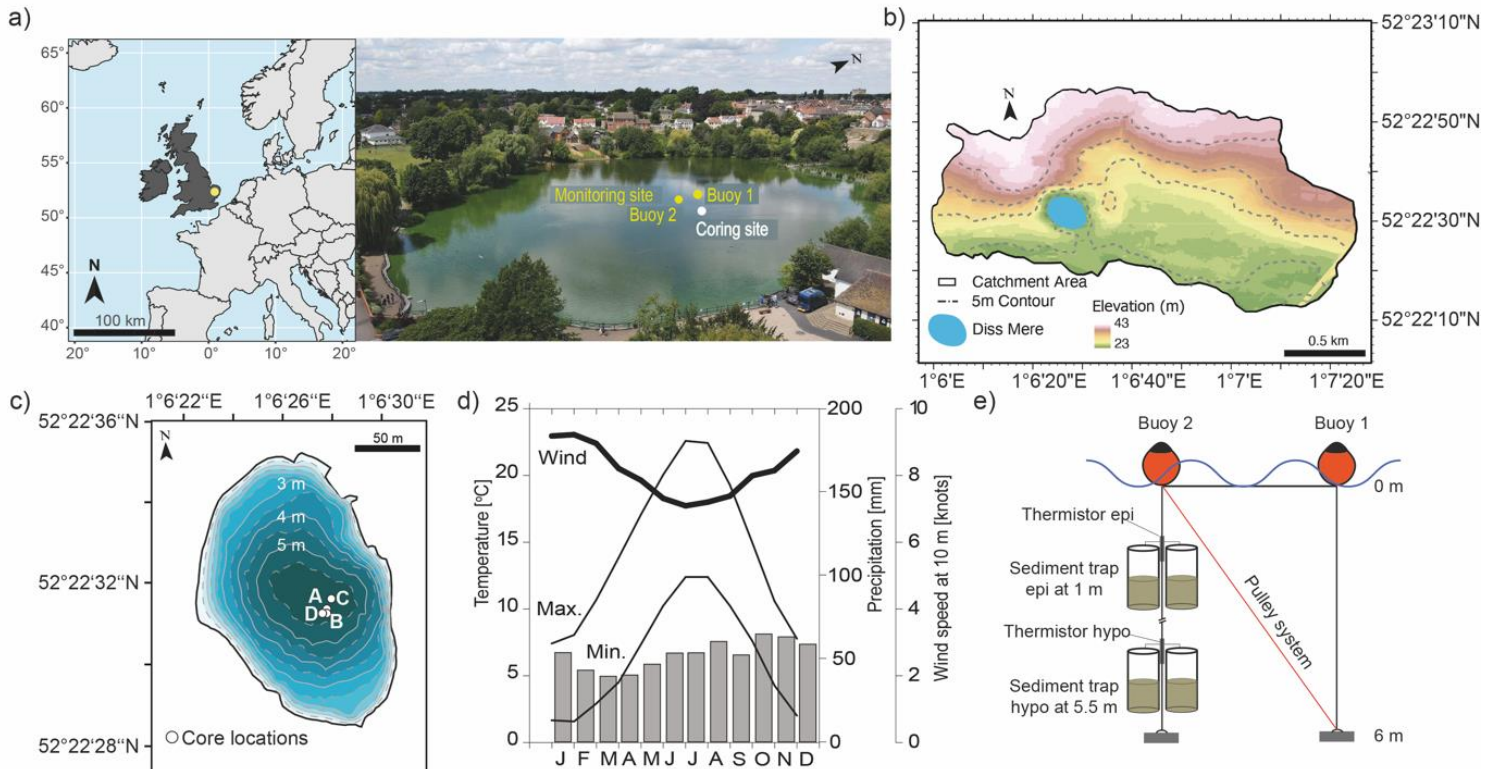 a)
65°
60°
55°
50°
45°
40°
N
100 km
20°
10°
0°
10°
20°
N
Monitoring site
Buoy 1
Buoy 2
Coring site
b)
N
52°23'10"N
52°22'50"N
52°22'30"N
52°22'10"N
Catchment Area
5m Contour
Diss Mere
Elevation (m)
43
23
0.5 km
1°6'E
1°6'20"E
1°6'40"E
1°7'E
1°7'20"E
c)
1°6'22"E
1°6'26"E
1°6'30"E
52°22'36"N
52°22'32"N
52°22'28"N
N
50 m
3 m
4 m
5 m
A
C
D
B
Core locations
d)
25
20
15
10
5
0
Temperature [°C]
Wind
Max.
Min.
J F M A M J J A S O N D
200
150
100
50
0
Precipitation [mm]
10
8
6
4
2
0
Wind speed at 10 m [knots]
e)
Buoy 2
Buoy 1
0 m
Thermistor epi
Sediment trap
epi at 1 m
Pulley system
Thermistor hypo
Sediment trap
hypo at 5.5 m
6 m